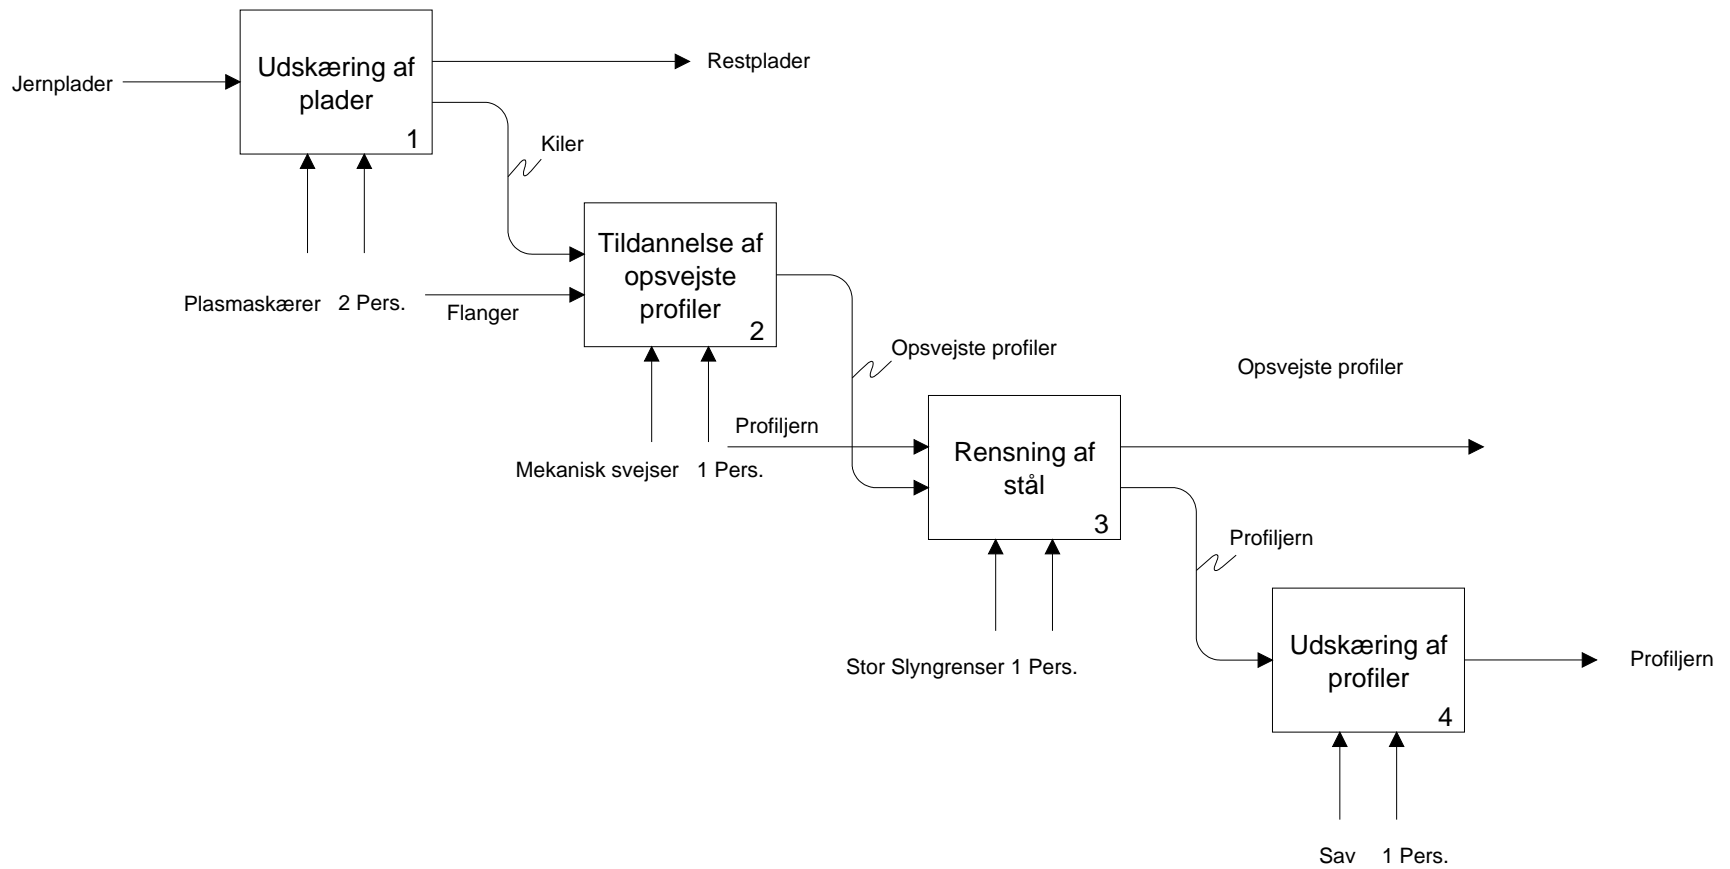 Jernplader
Udskæring af
plader
1
Restplader
Kiler
Plasmaskærer
2 Pers.
Flanger
Tildannelse af
opsvejste
profiler
2
Opsvejste profiler
Mekanisk svejser
1 Pers.
Profiljern
Rensning af
stål
3
Opsvejste profiler
Profiljern
Stor Slyngrenser
1 Pers.
Udskæring af
profiler
4
Profiljern
Sav
1 Pers.